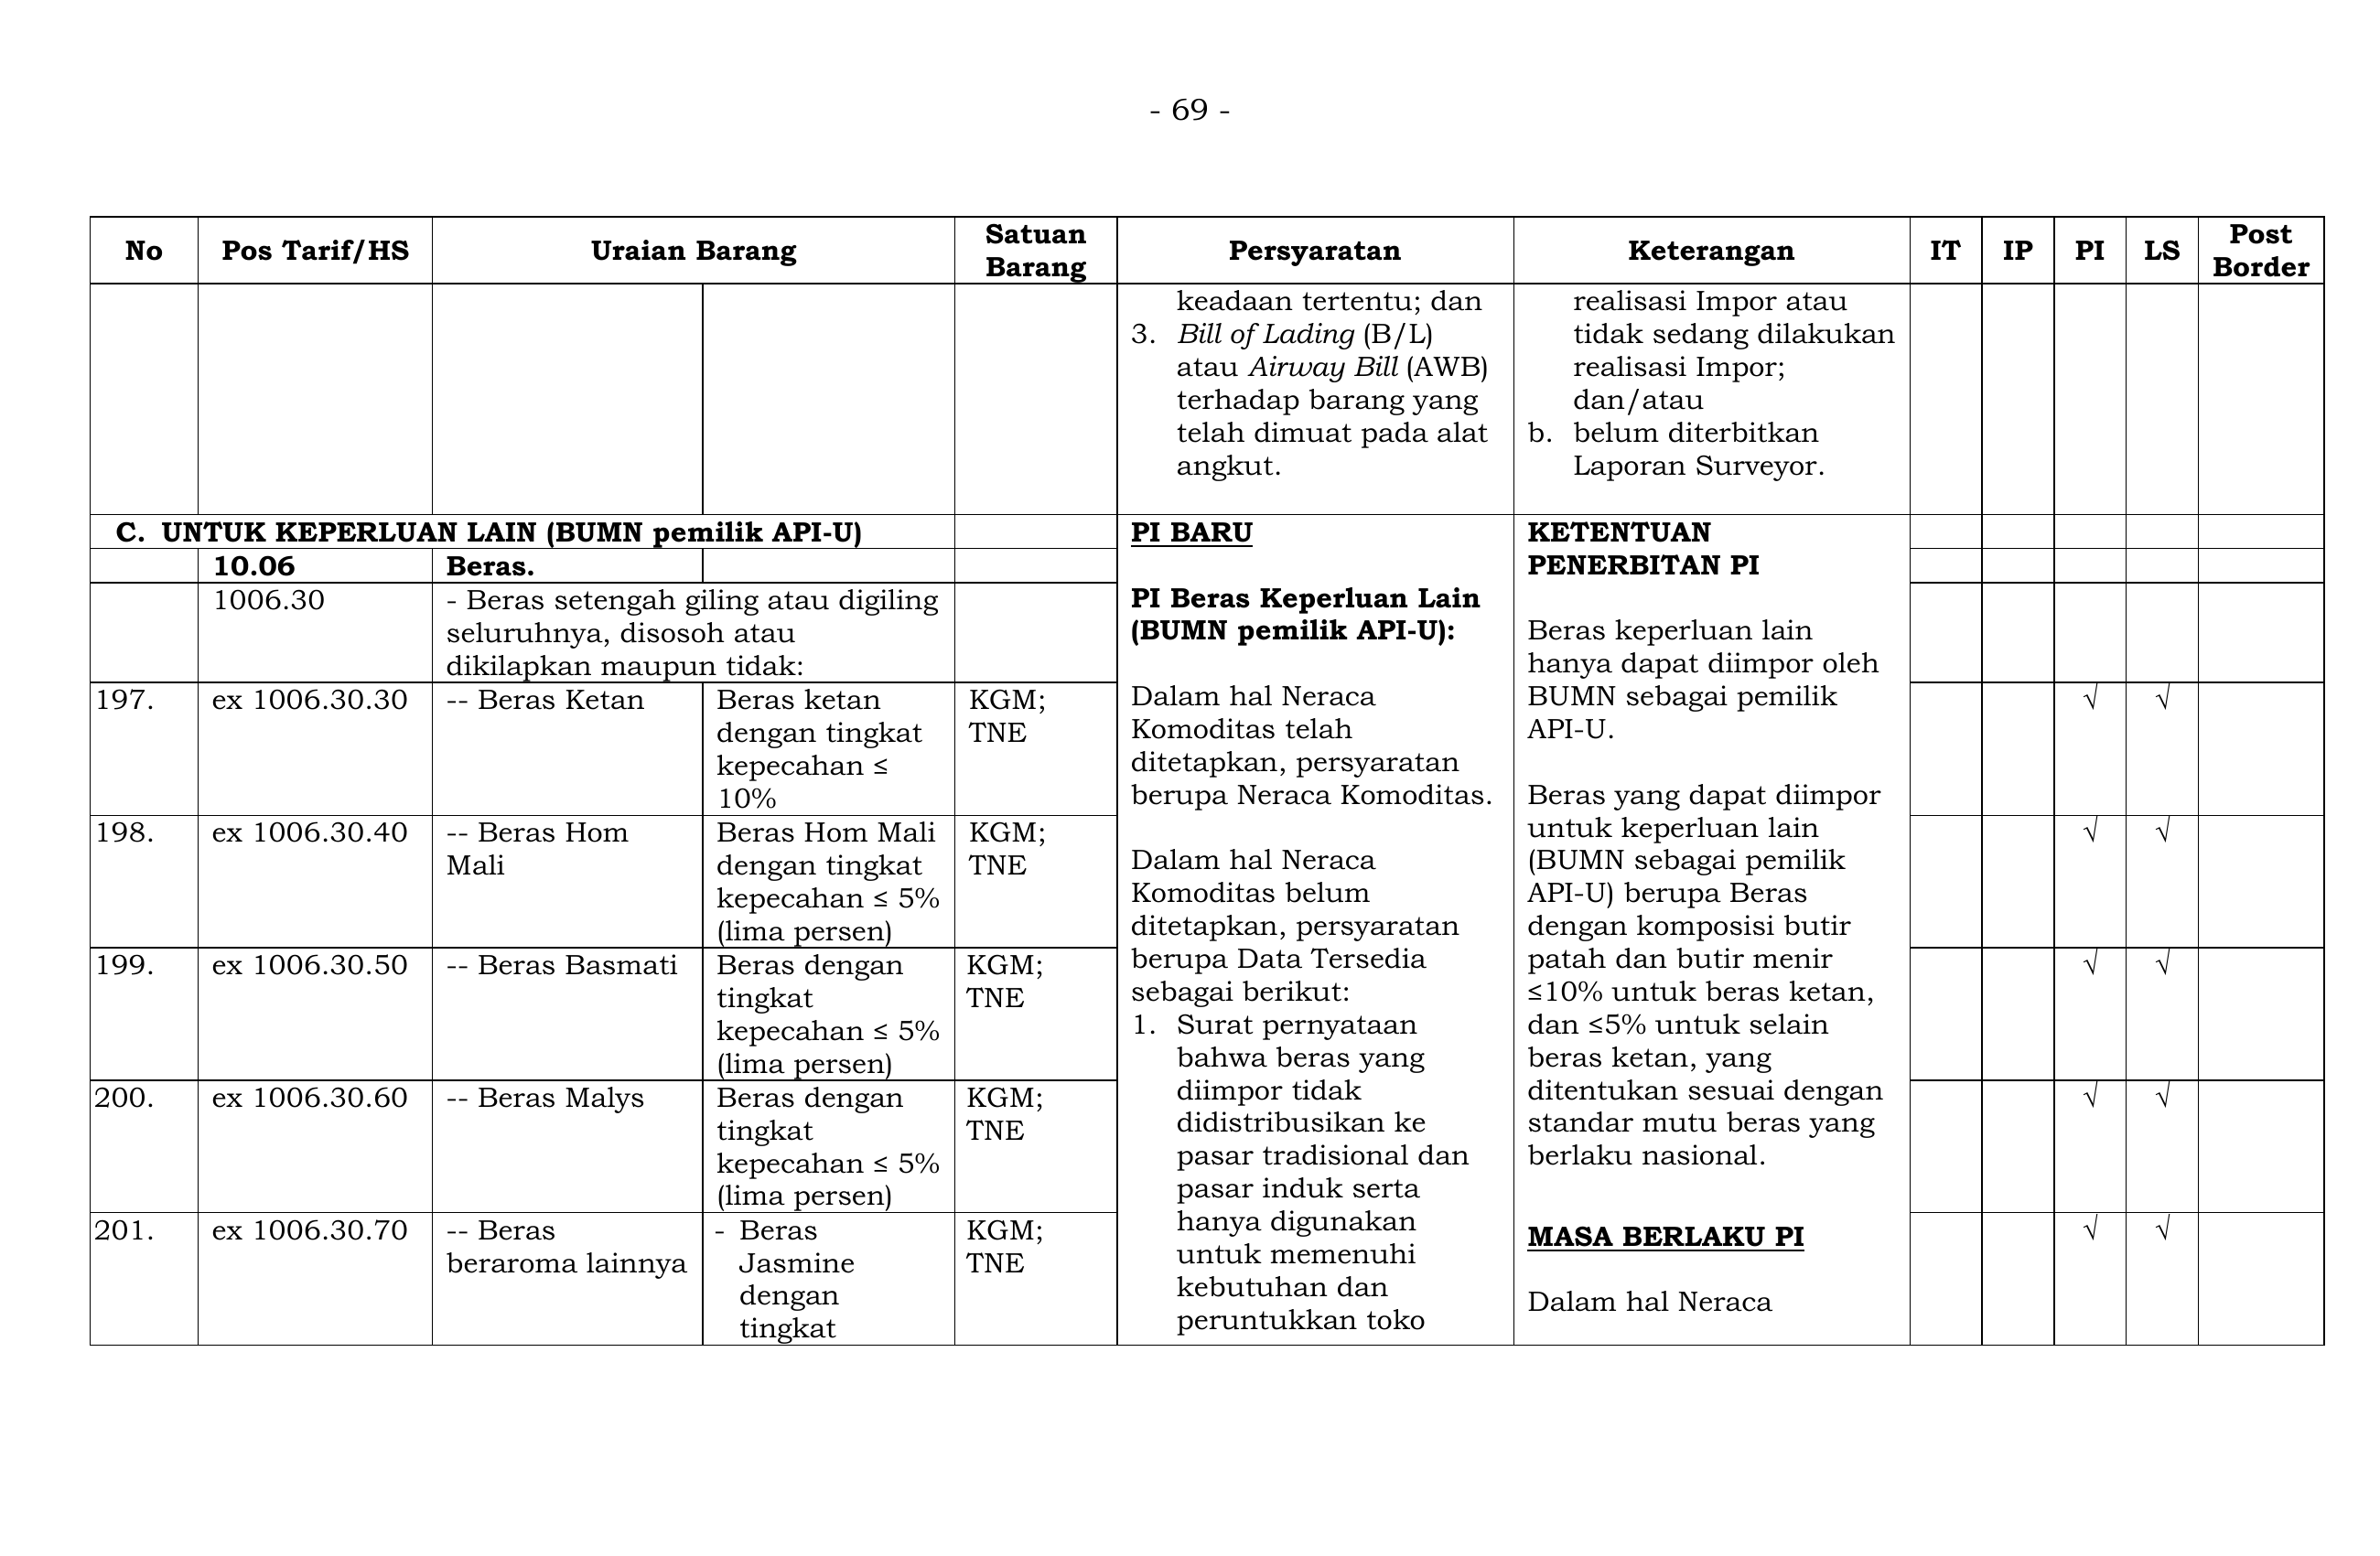 - 69 -
No Pos Tarif/HS Uraian Barang Satuan Barang Persyaratan Keterangan IT IP PI LS Post Border
keadaan tertentu; dan
3. Bill of Lading (B/L)
atau Airway Bill (AWB)
terhadap barang yang
telah dimuat pada alat
angkut.
realisasi Impor atau
tidak sedang dilakukan
realisasi Impor;
dan/atau
b. belum diterbitkan
Laporan Surveyor.
C. UNTUK KEPERLUAN LAIN (BUMN pemilik API-U)
10.06 Beras.
1006.30 - Beras setengah giling atau digiling
seluruhnya, disosoh atau
dikilapkan maupun tidak:
197. ex 1006.30.30 -- Beras Ketan
Beras ketan
dengan tingkat
kepecahan ≤
10%
KGM;
TNE
√ √
198. ex 1006.30.40 -- Beras Hom
Mali
Beras Hom Mali
dengan tingkat
kepecahan ≤ 5%
(lima persen)
KGM;
TNE
√ √
199. ex 1006.30.50 -- Beras Basmati
Beras dengan
tingkat
kepecahan ≤ 5%
(lima persen)
KGM;
TNE
√ √
200. ex 1006.30.60 -- Beras Malys
Beras dengan
tingkat
kepecahan ≤ 5%
(lima persen)
KGM;
TNE
√ √
201. ex 1006.30.70 -- Beras
beraroma lainnya
- Beras
Jasmine
dengan
tingkat
KGM;
TNE
√ √
PI BARU
PI Beras Keperluan Lain
(BUMN pemilik API-U):
Dalam hal Neraca
Komoditas telah
ditetapkan, persyaratan
berupa Neraca Komoditas.
Dalam hal Neraca
Komoditas belum
ditetapkan, persyaratan
berupa Data Tersedia
sebagai berikut:
1. Surat pernyataan
bahwa beras yang
diimpor tidak
didistribusikan ke
pasar tradisional dan
pasar induk serta
hanya digunakan
untuk memenuhi
kebutuhan dan
peruntukkan toko
KETENTUAN
PENERBITAN PI
Beras keperluan lain
hanya dapat diimpor oleh
BUMN sebagai pemilik
API-U.
Beras yang dapat diimpor
untuk keperluan lain
(BUMN sebagai pemilik
API-U) berupa Beras
dengan komposisi butir
patah dan butir menir
≤10% untuk beras ketan,
dan ≤5% untuk selain
beras ketan, yang
ditentukan sesuai dengan
standar mutu beras yang
berlaku nasional.
MASA BERLAKU PI
Dalam hal Neraca